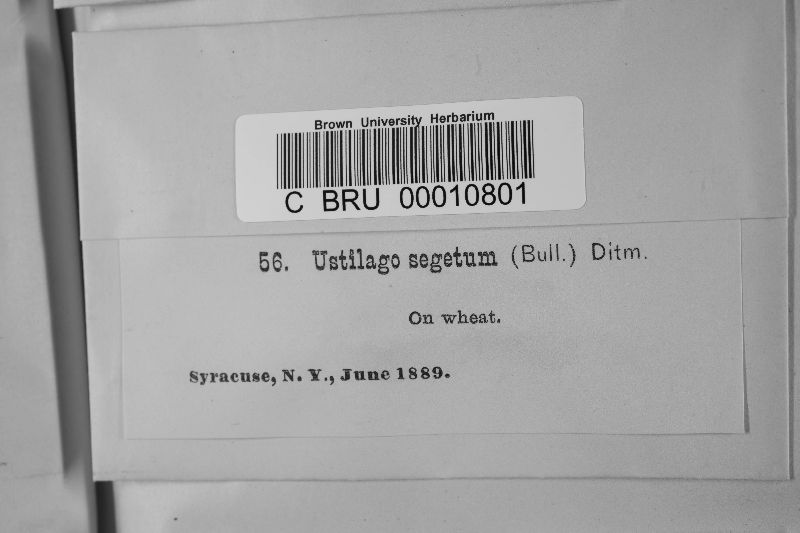 Brown University Herbarium
C BRU 00010801
56. Ustilago segetum (Bull.) Ditm.
On wheat.
Syracuse, N. Y., June 1889.